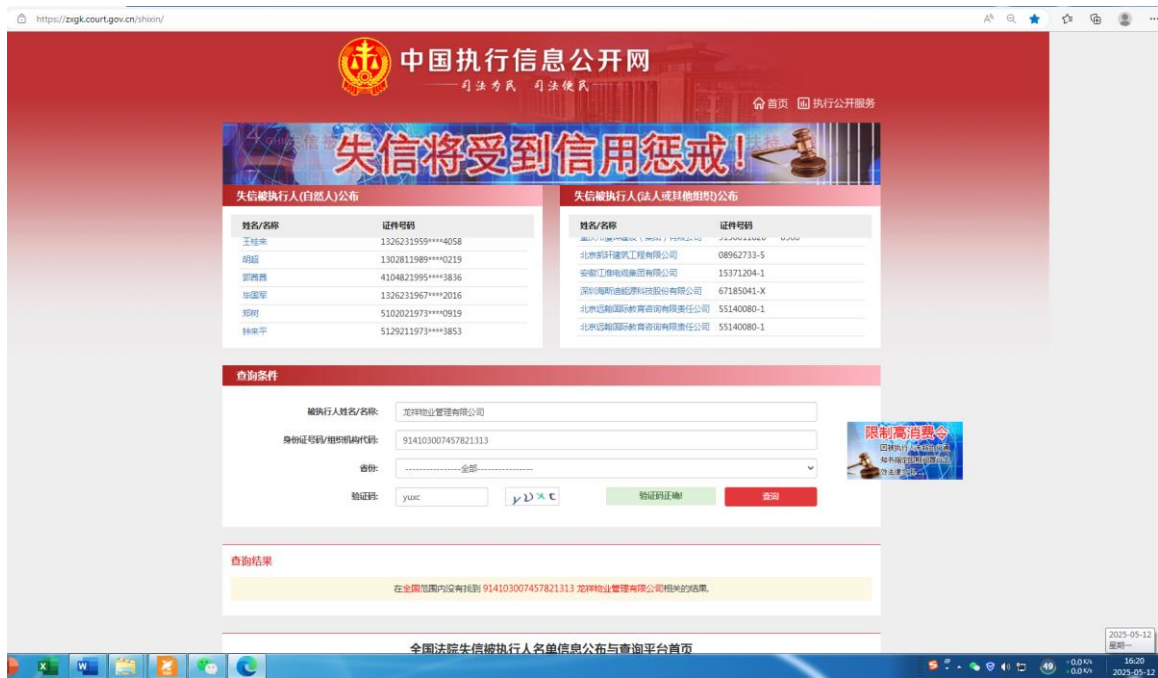 https://zxgk.court.gov.cn/shixin/
中国执行信息公开网
司法为民 司法便民
首页 执行公开服务
失信将受到信用惩戒!
失信被执行人(自然人)公布
姓名/名称 证件号码
王桂来 1326231959****4058
胡超 1302811989****0219
郭茜茜 4104821995****3836
毕国军 1326231967****2016
郑树 5102021973****0919
钟来平 5129211973****3853
失信被执行人(法人或其他组织)公布
姓名/名称 证件号码
北京凯轩建筑工程有限公司 08962733-5
安徽江淮电缆集团有限公司 15371204-1
深圳海斯迪能源科技股份有限公司 67185041-X
北京远翰国际教育咨询有限责任公司 55140080-1
北京远翰国际教育咨询有限责任公司 55140080-1
查询条件
被执行人姓名/名称: 龙祥物业管理有限公司
身份证号码/组织机构代码: 914103007457821313
省份: ----------------全部----------------
验证码: yuxc yuxc 验证码正确! 查询
限制高消费令
查询结果
在全国范围内没有找到 914103007457821313 龙祥物业管理有限公司相关的结果.
全国法院失信被执行人名单信息公布与查询平台首页
2025-05-12
星期一
49
16:20
2025-05-12